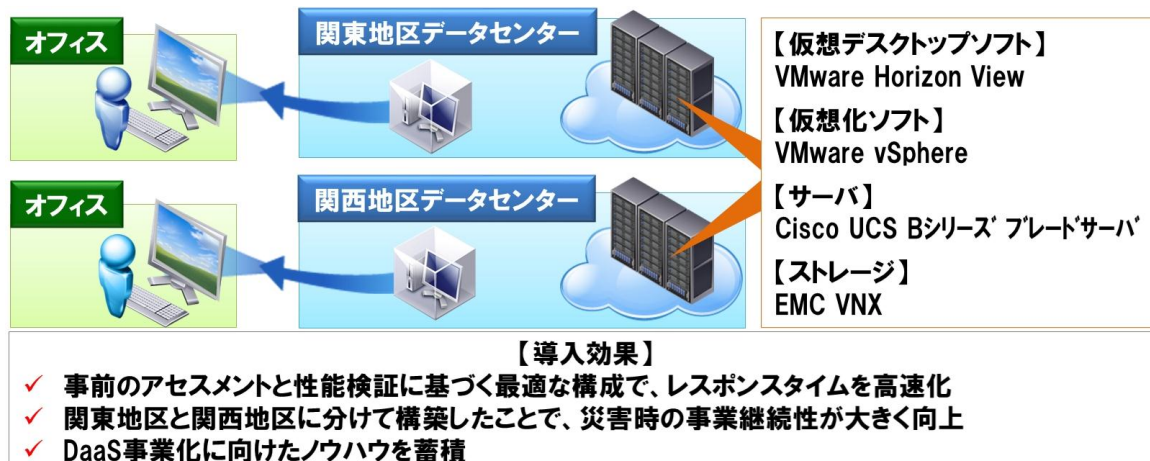 オフィス
関東地区データセンター
オフィス
関西地区データセンター
【仮想デスクトップソフト】
VMware Horizon View
【仮想化ソフト】
VMware vSphere
【サーバ】
Cisco UCS Bシリーズ ブレードサーバ
【ストレージ】
EMC VNX
【導入効果】
✓ 事前のアセスメントと性能検証に基づく最適な構成で、レスポンスタイムを高速化
✓ 関東地区と関西地区に分けて構築したことで、災害時の事業継続性が大きく向上
✓ DaaS事業化に向けたノウハウを蓄積